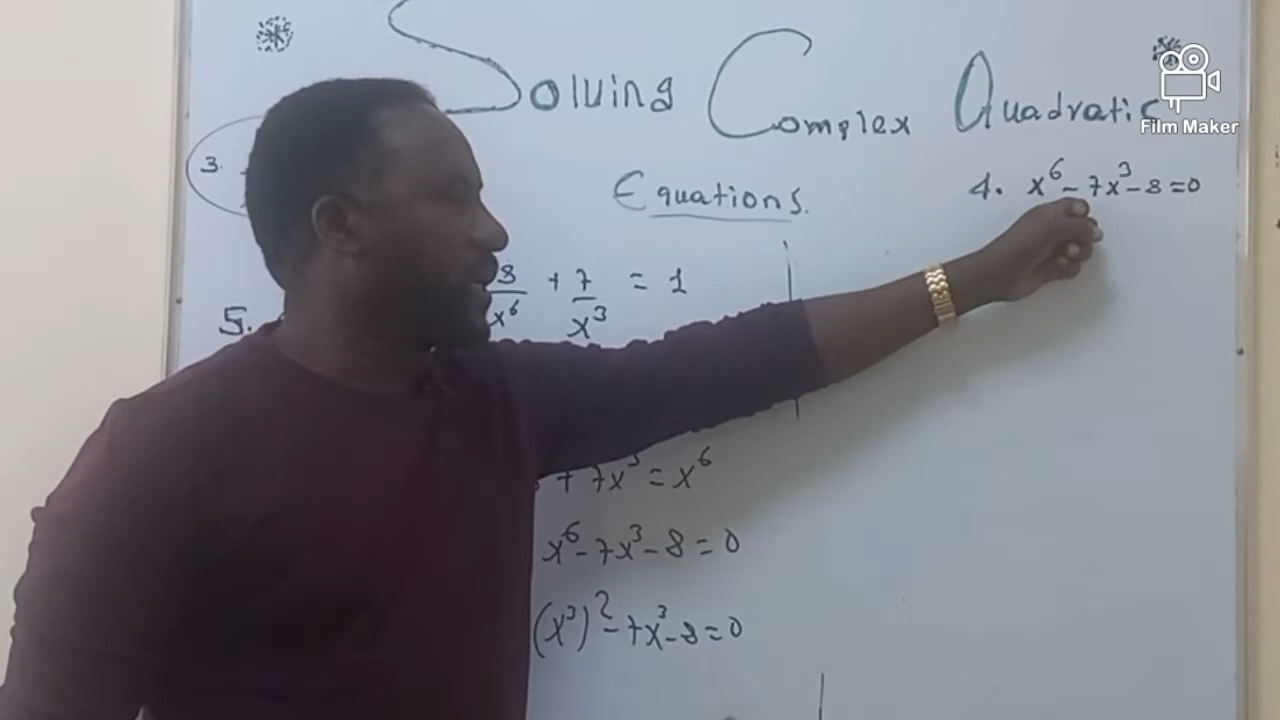 Solving Complex Quadratic
Film Maker
3.
Equations.
4. x⁶ - 7x³ - 8 = 0
5. 8/x⁶ + 7/x³ = 1
+ 7x³ = x⁶
x⁶ - 7x³ - 8 = 0
(x³)² - 7x³ - 8 = 0